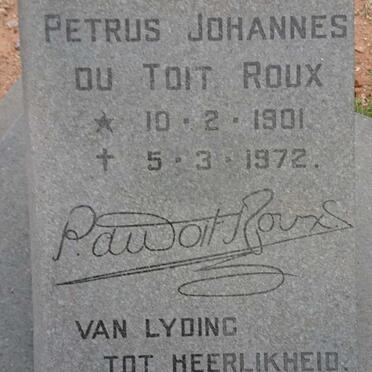 PETRUS JOHANNES
DU TOIT ROUX
★ 10 · 2 · 1901
† 5 · 3 · 1972.
P. du Toit Roux
VAN LYDING
TOT HEERLIKHEID.